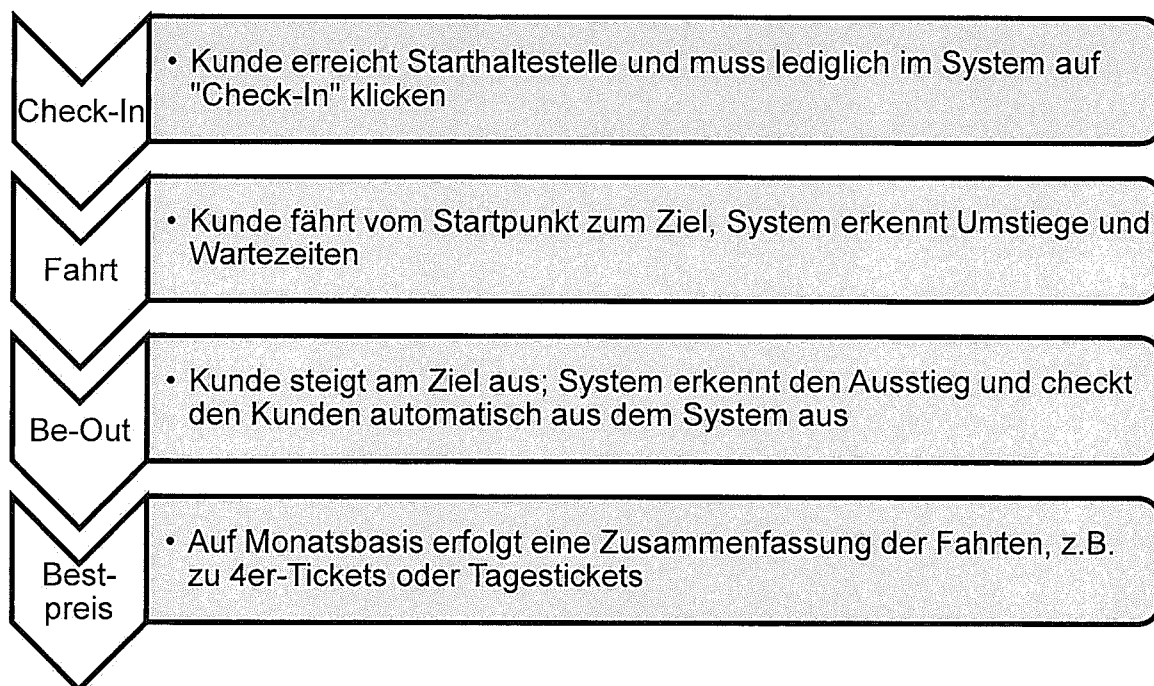 Check-In
• Kunde erreicht Starthaltestelle und muss lediglich im System auf
"Check-In" klicken
Fahrt
• Kunde fährt vom Startpunkt zum Ziel, System erkennt Umstiege und
Wartezeiten
Be-Out
• Kunde steigt am Ziel aus; System erkennt den Ausstieg und checkt
den Kunden automatisch aus dem System aus
Best-
preis
• Auf Monatsbasis erfolgt eine Zusammenfassung der Fahrten, z.B.
zu 4er-Tickets oder Tagestickets